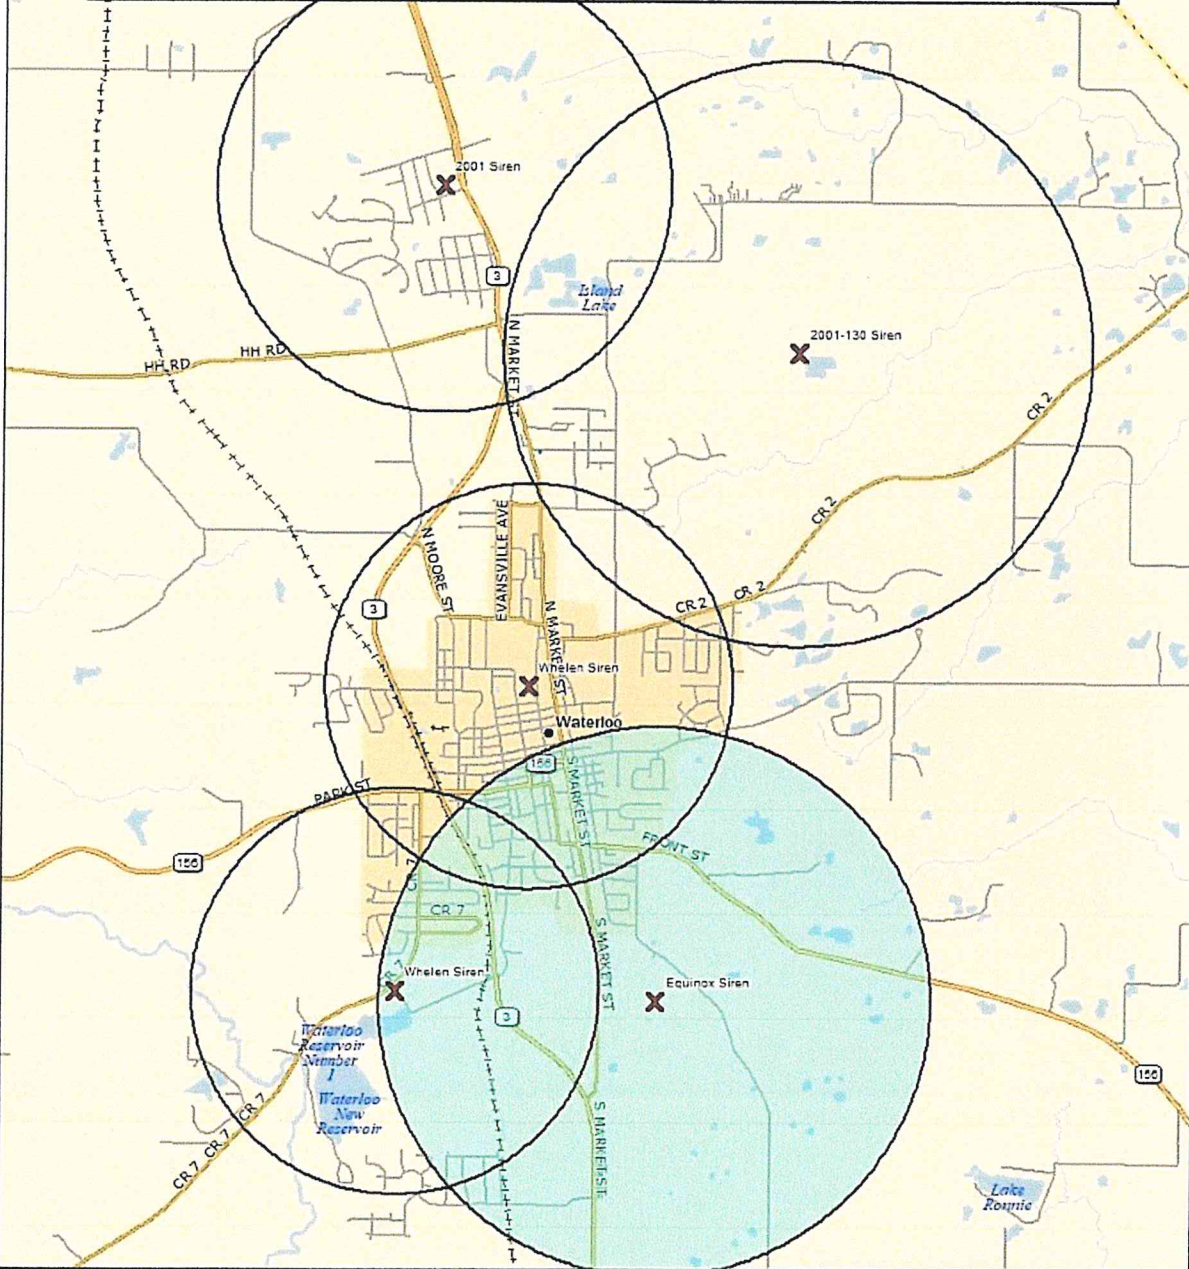 2001 Siren
3
Island
Lake
N MARKET ST
2001-130 Siren
HH RD
HH RD
CR 2
CR 2
EVANSVILLE AVE
N MOORE ST
3
CR 2
CR 2
N MARKET ST
Whelen Siren
Waterloo
156
S MARKET ST
PARK ST
FRONT ST
156
CR 7
CR 7
S MARKET ST
CR 7
Whelen Siren
Equinox Siren
3
Waterloo
Reservoir
Number
1
Waterloo
New
Reservoir
156
CR 7
CR 7
CR 7
S MARKET ST
Lake
Ronnie